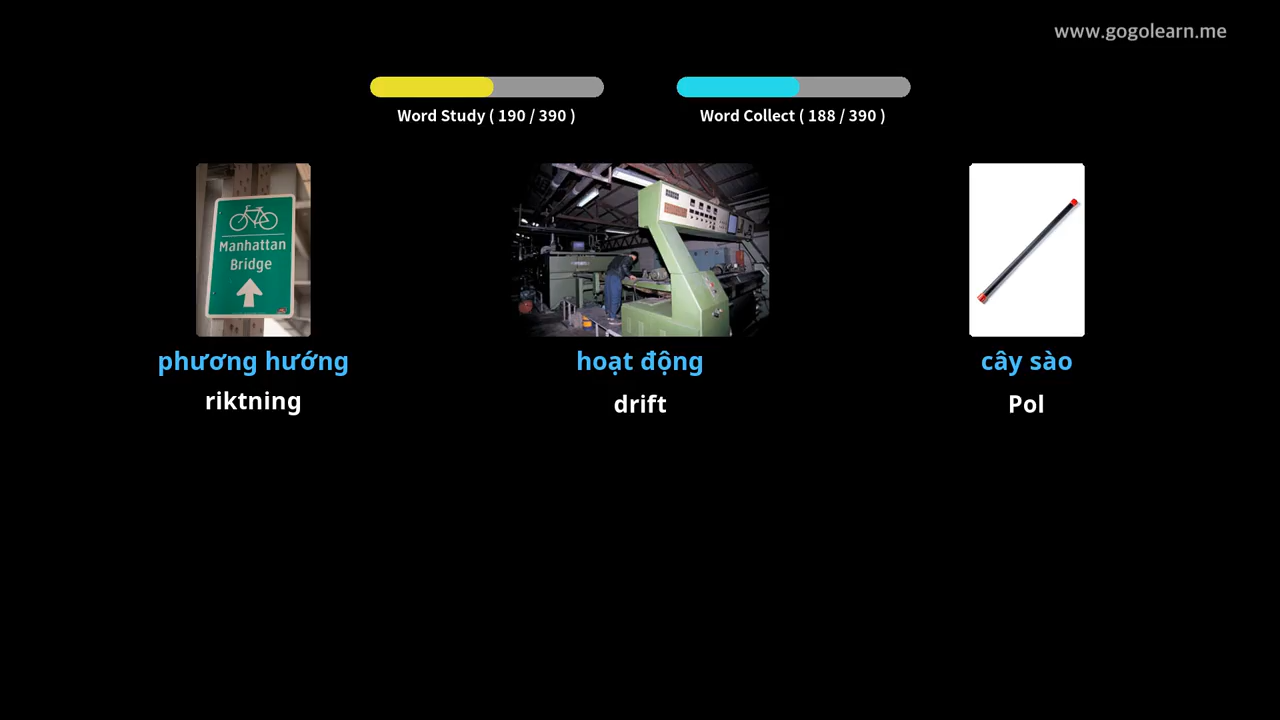 www.gogolearn.me
Word Study ( 190 / 390 )
Word Collect ( 188 / 390 )
Manhattan
Bridge
phương hướng
hoạt động
cây sào
riktning
drift
Pol